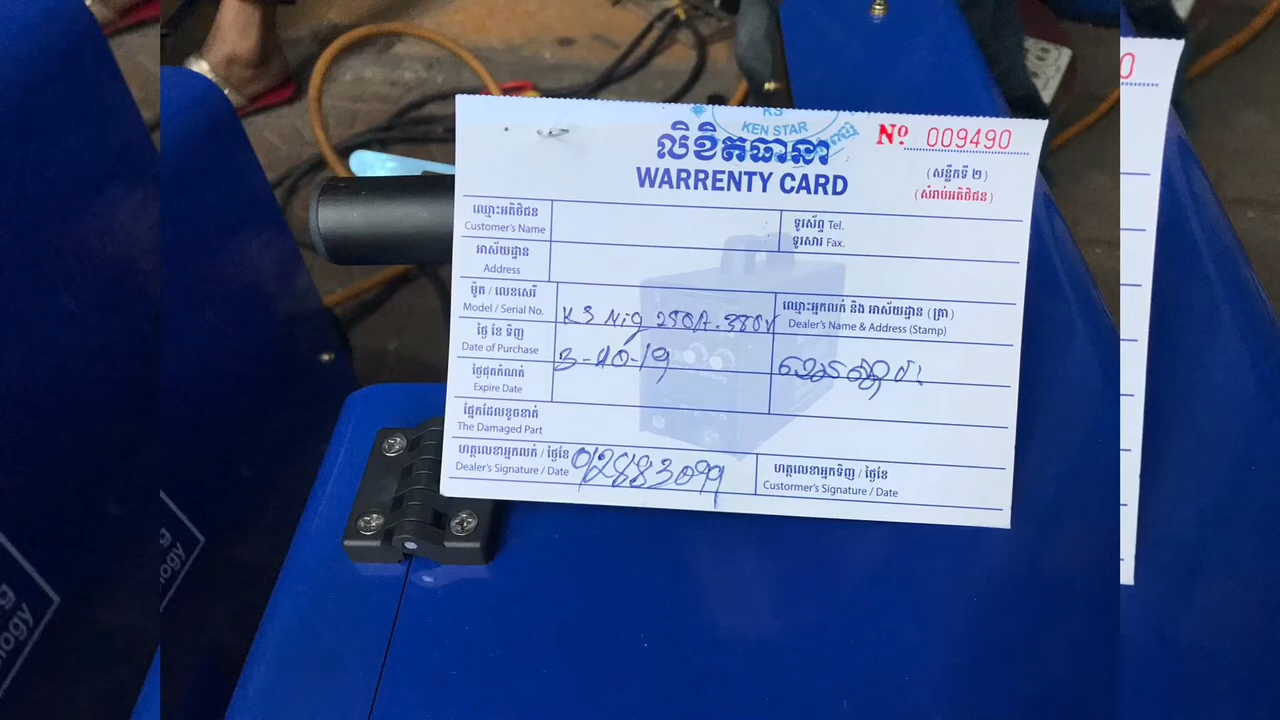 KS
KEN STAR
លិខិតធានា
WARRENTY CARD
Nº 009490
(សន្លឹកទី ២)
(សំរាប់អតិថិជន)
ឈ្មោះអតិថិជន
Customer's Name
ទូរស័ព្ទ Tel.
ទូរសារ Fax.
អាស័យដ្ឋាន
Address
ម៉ូត / លេខសេរី
Model / Serial No.
KS Mig 250A-380V
ឈ្មោះអ្នកលក់ និង អាស័យដ្ឋាន (ត្រា)
Dealer's Name & Address (Stamp)
ថ្ងៃ ខែ ទិញ
Date of Purchase
3-10-19
ថ្ងៃផុតកំណត់
Expire Date
ផ្នែកដែលខូចខាត់
The Damaged Part
ហត្ថលេខាអ្នកលក់ / ថ្ងៃខែ
Dealer's Signature / Date
012883099
ហត្ថលេខាអ្នកទិញ / ថ្ងៃខែ
Custormer's Signature / Date
0
ology
ology